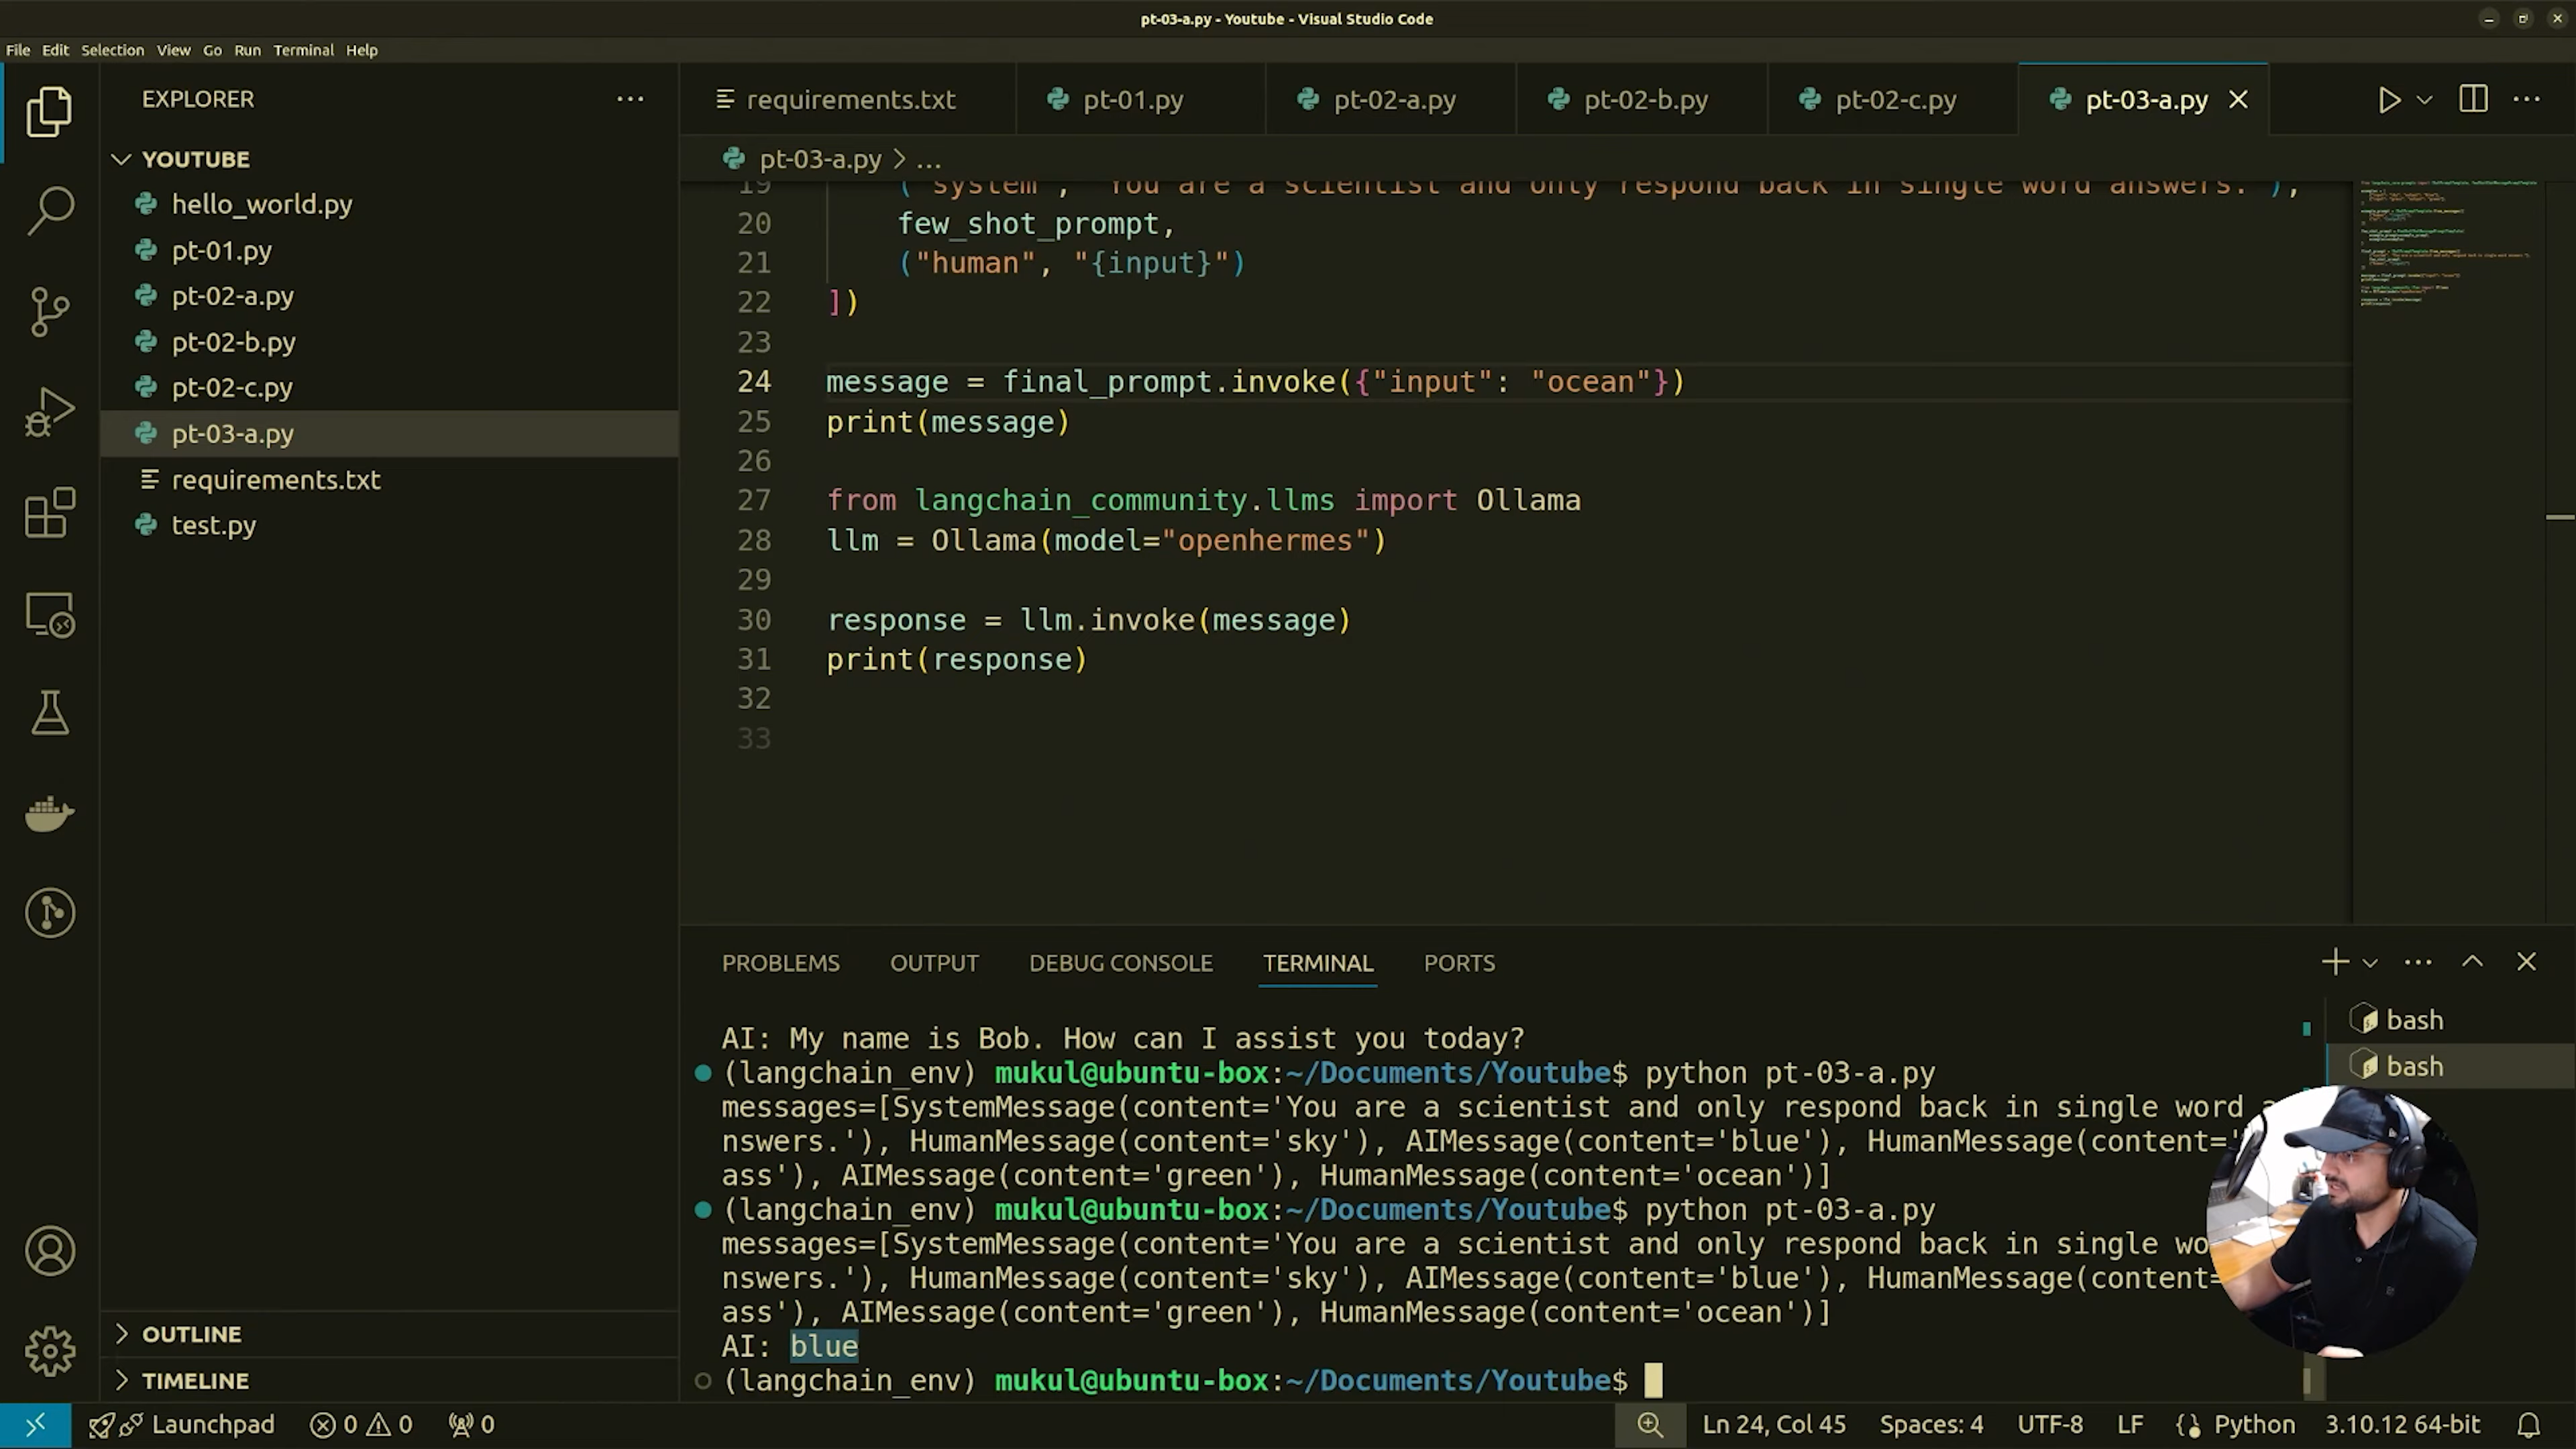 pt-03-a.py - Youtube - Visual Studio Code
File Edit Selection View Go Run Terminal Help
EXPLORER
requirements.txt pt-01.py pt-02-a.py pt-02-b.py pt-02-c.py pt-03-a.py
YOUTUBE
hello_world.py
pt-01.py
pt-02-a.py
pt-02-b.py
pt-02-c.py
pt-03-a.py
requirements.txt
test.py
OUTLINE
TIMELINE
pt-03-a.py > ...
19 ("system", "You are a scientist and only respond back in single word answers."),
20 few_shot_prompt,
21 ("human", "{input}")
22 ])
23
24 message = final_prompt.invoke({"input": "ocean"})
25 print(message)
26
27 from langchain_community.llms import Ollama
28 llm = Ollama(model="openhermes")
29
30 response = llm.invoke(message)
31 print(response)
32
33
PROBLEMS OUTPUT DEBUG CONSOLE TERMINAL PORTS
AI: My name is Bob. How can I assist you today?
(langchain_env) mukul@ubuntu-box:~/Documents/Youtube$ python pt-03-a.py
messages=[SystemMessage(content='You are a scientist and only respond back in single word a
nswers.'), HumanMessage(content='sky'), AIMessage(content='blue'), HumanMessage(content='
ass'), AIMessage(content='green'), HumanMessage(content='ocean')]
(langchain_env) mukul@ubuntu-box:~/Documents/Youtube$ python pt-03-a.py
messages=[SystemMessage(content='You are a scientist and only respond back in single wo
nswers.'), HumanMessage(content='sky'), AIMessage(content='blue'), HumanMessage(content=
ass'), AIMessage(content='green'), HumanMessage(content='ocean')]
AI: blue
(langchain_env) mukul@ubuntu-box:~/Documents/Youtube$
bash
bash
Launchpad 0 0 0 Ln 24, Col 45 Spaces: 4 UTF-8 LF Python 3.10.12 64-bit